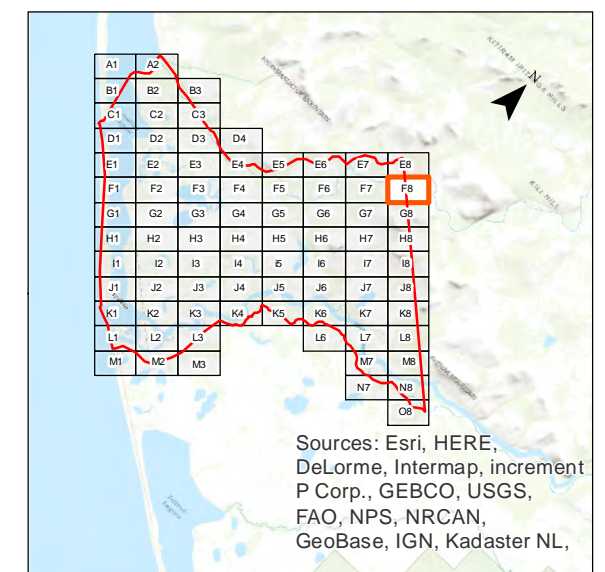 N
A1 A2
B1 B2 B3
C1 C2 C3
D1 D2 D3 D4
E1 E2 E3 E4 E5 E6 E7 E8
F1 F2 F3 F4 F5 F6 F7 F8
G1 G2 G3 G4 G5 G6 G7 G8
H1 H2 H3 H4 H5 H6 H7 H8
I1 I2 I3 I4 i5 I6 I7 I8
J1 J2 J3 J4 J5 J6 J7 J8
K1 K2 K3 K4 K5 K6 K7 K8
L1 L2 L3 L6 L7 L8
M1 M2 M3 M7 M8
N7 N8
O8
HILLS
Sources: Esri, HERE,
DeLorme, Intermap, increment
P Corp., GEBCO, USGS,
FAO, NPS, NRCAN,
GeoBase, IGN, Kadaster NL,